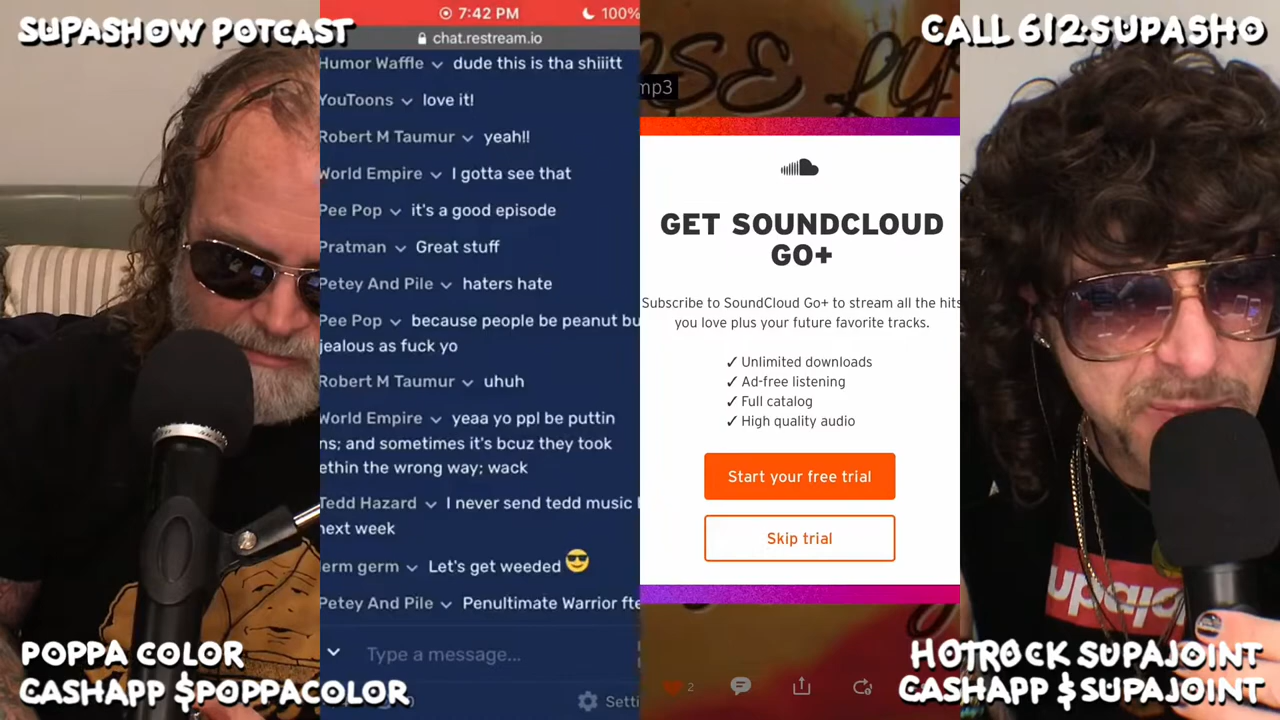 SUPASHOW POTCAST
CALL 612-SUPASHO
7:42 PM
100%
chat.restream.io
Humor Waffle dude this is tha shiiitt
YouToons love it!
Robert M Taumur yeah!!
World Empire I gotta see that
Pee Pop it's a good episode
Pratman Great stuff
Petey And Pile haters hate
Pee Pop because people be peanut bu
jealous as fuck yo
Robert M Taumur uhuh
World Empire yeaa yo ppl be puttin
ns; and sometimes it's bcuz they took
ethin the wrong way; wack
Tedd Hazard I never send tedd music
next week
erm germ Let's get weeded 😎
Petey And Pile Penultimate Warrior fte
Type a message...
Setti
mp3
GET SOUNDCLOUD
GO+
Subscribe to SoundCloud Go+ to stream all the hits
you love plus your future favorite tracks.
✓ Unlimited downloads
✓ Ad-free listening
✓ Full catalog
✓ High quality audio
Start your free trial
Skip trial
2
upajo
POPPA COLOR
CASHAPP $POPPACOLOR
HOTROCK SUPAJOINT
CASHAPP $SUPAJOINT